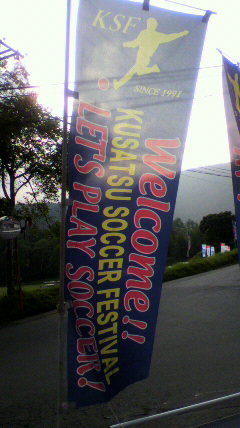 KSF
SINCE 1991
Welcome!!
KUSATSU SOCCER FESTIVAL
• LET'S PLAY SOCCER!